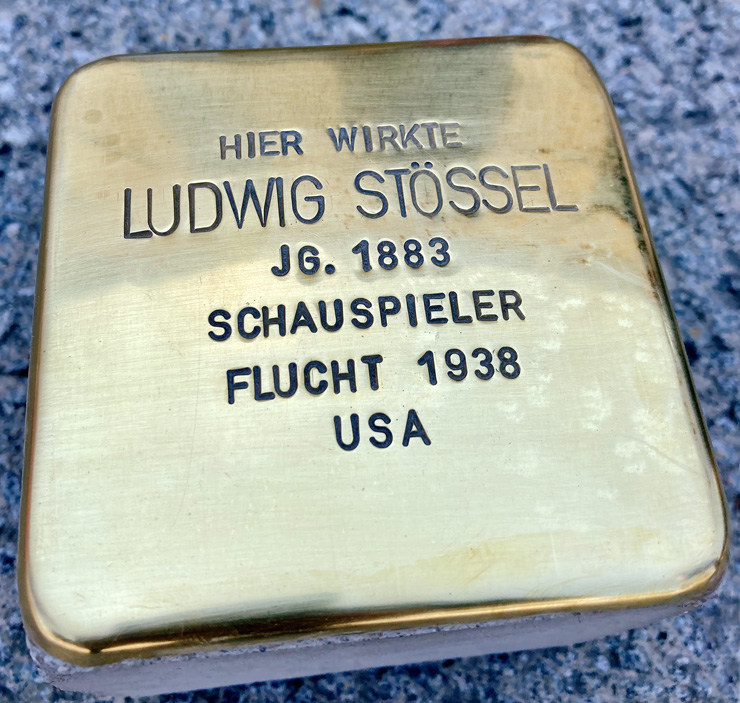 HIER WIRKTE
LUDWIG STÖSSEL
JG. 1883
SCHAUSPIELER
FLUCHT 1938
USA